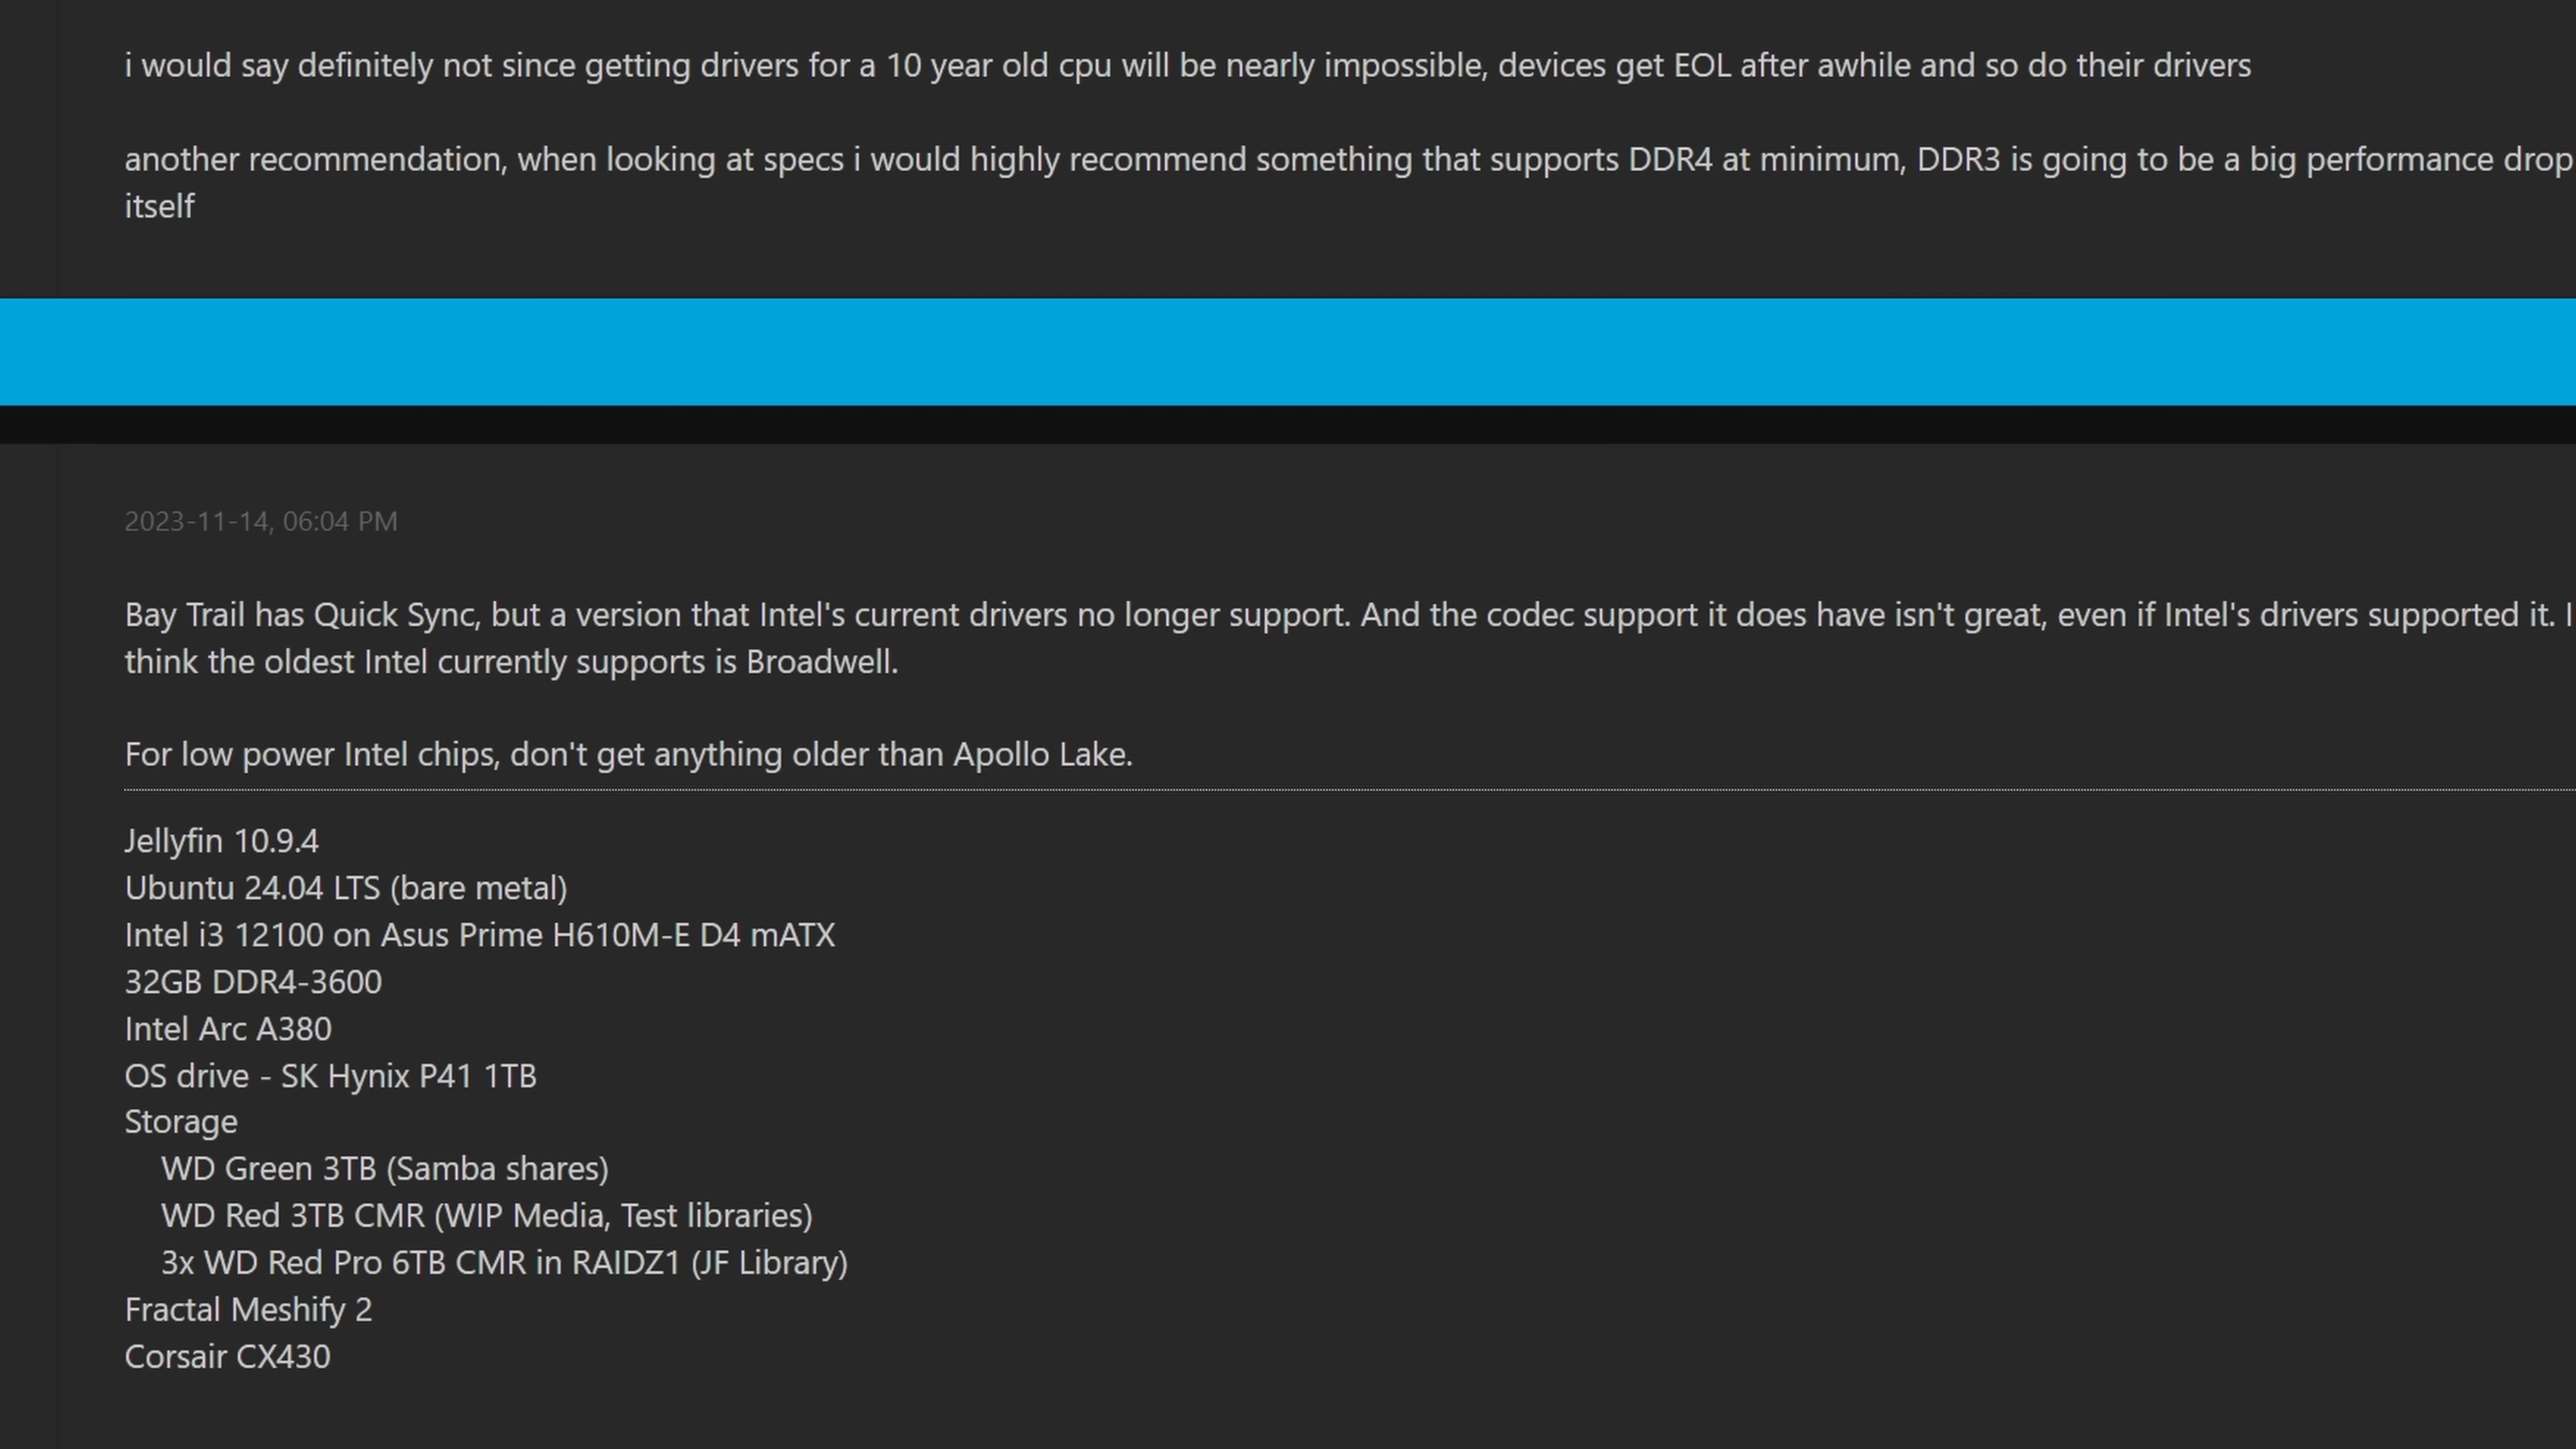 i would say definitely not since getting drivers for a 10 year old cpu will be nearly impossible, devices get EOL after awhile and so do their drivers
another recommendation, when looking at specs i would highly recommend something that supports DDR4 at minimum, DDR3 is going to be a big performance drop
itself
2023-11-14, 06:04 PM
Bay Trail has Quick Sync, but a version that Intel's current drivers no longer support. And the codec support it does have isn't great, even if Intel's drivers supported it. I
think the oldest Intel currently supports is Broadwell.
For low power Intel chips, don't get anything older than Apollo Lake.
Jellyfin 10.9.4
Ubuntu 24.04 LTS (bare metal)
Intel i3 12100 on Asus Prime H610M-E D4 mATX
32GB DDR4-3600
Intel Arc A380
OS drive - SK Hynix P41 1TB
Storage
WD Green 3TB (Samba shares)
WD Red 3TB CMR (WIP Media, Test libraries)
3x WD Red Pro 6TB CMR in RAIDZ1 (JF Library)
Fractal Meshify 2
Corsair CX430